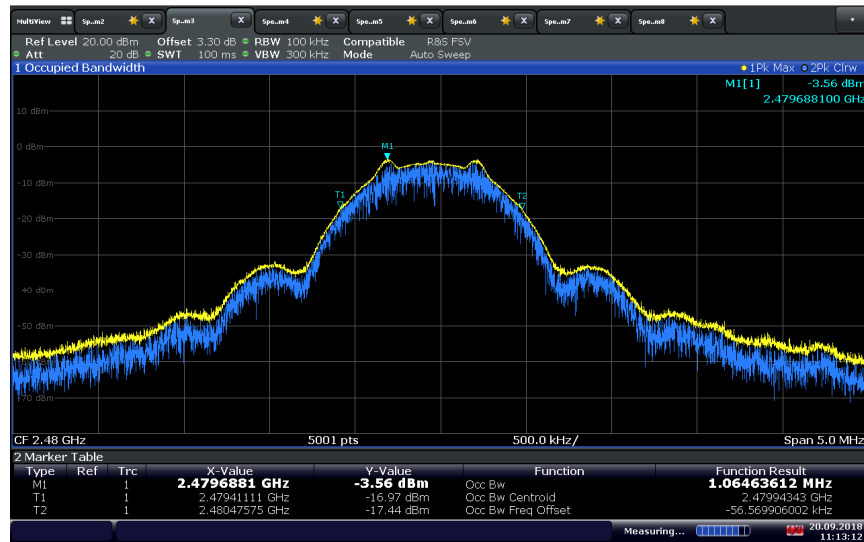 MultiView Sp..m2 X Sp..m3 X Spe..m4 X Spe..m5 X Spe..m6 X Spe..m7 X Spe..m8 X
Ref Level 20.00 dBm Offset 3.30 dB RBW 100 kHz Compatible R&S FSV
Att 20 dB SWT 100 ms VBW 300 kHz Mode Auto Sweep
1 Occupied Bandwidth 1Pk Max 2Pk Clrw
M1[1] -3.56 dBm
2.479688100 GHz
10 dBm
0 dBm
M1
-10 dBm
T1 T2
-20 dBm
-30 dBm
40 dBm
-50 dBm
-70 dBm
CF 2.48 GHz 5001 pts 500.0 kHz/ Span 5.0 MHz
2 Marker Table
Type Ref Trc X-Value Y-Value Function Function Result
M1 1 2.4796881 GHz -3.56 dBm Occ Bw 1.06463612 MHz
T1 1 2.47941111 GHz -16.97 dBm Occ Bw Centroid 2.47994343 GHz
T2 1 2.48047575 GHz -17.44 dBm Occ Bw Freq Offset -56.569906002 kHz
Measuring... 20.09.2018
11:13:12